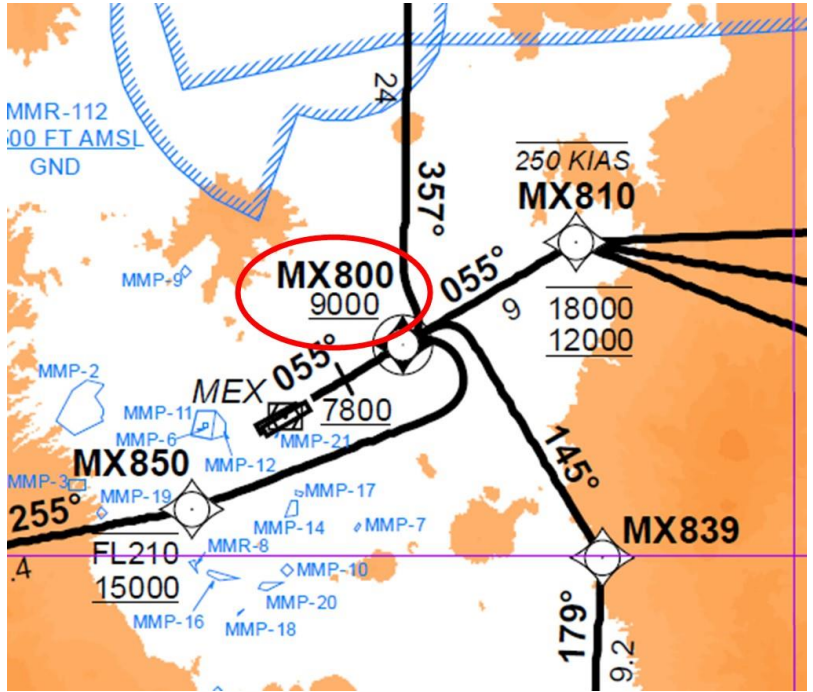 24
MMR-112
00 FT AMSL
GND
357°
250 KIAS
MX810
MMP-9
MX800
9000
055°
9
18000
12000
055°
MMP-2
MEX
7800
MMP-11
MMP-6
MMP-21
MMP-12
MX850
MMP-3
MMP-19
MMP-17
MMP-14
MMP-7
145°
255°
MX839
FL210
15000
MMR-8
.4
MMP-10
MMP-20
MMP-16
MMP-18
179°
9.2